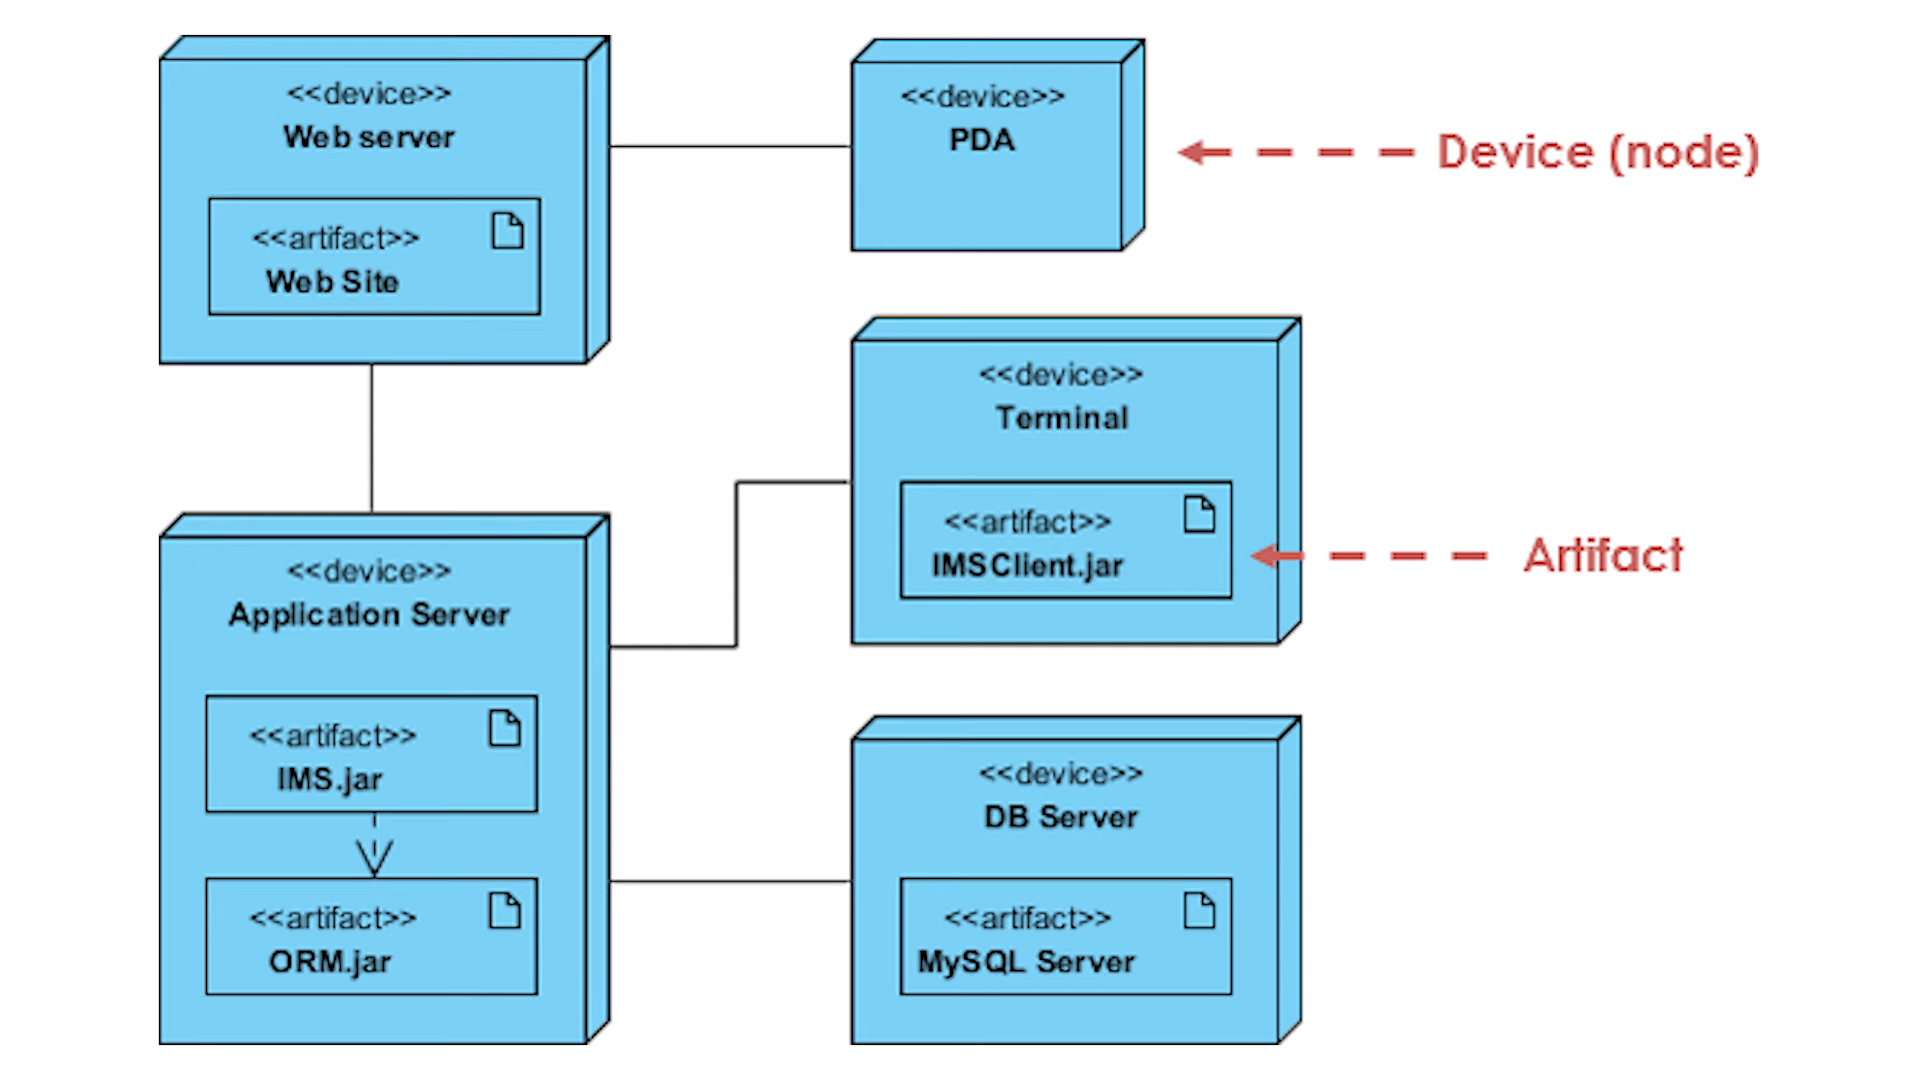 <<device>>
Web server
<<artifact>>
Web Site
<<device>>
PDA
Device (node)
<<device>>
Terminal
<<artifact>>
IMSClient.jar
Artifact
<<device>>
Application Server
<<artifact>>
IMS.jar
<<artifact>>
ORM.jar
<<device>>
DB Server
<<artifact>>
MySQL Server